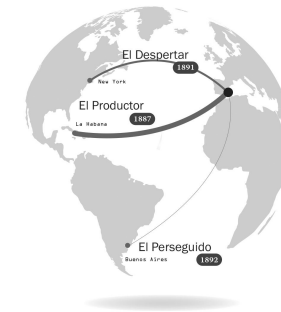 El Despertar
1891
New York
El Productor
1887
La Habana
El Perseguido
Buenos Aires
1892